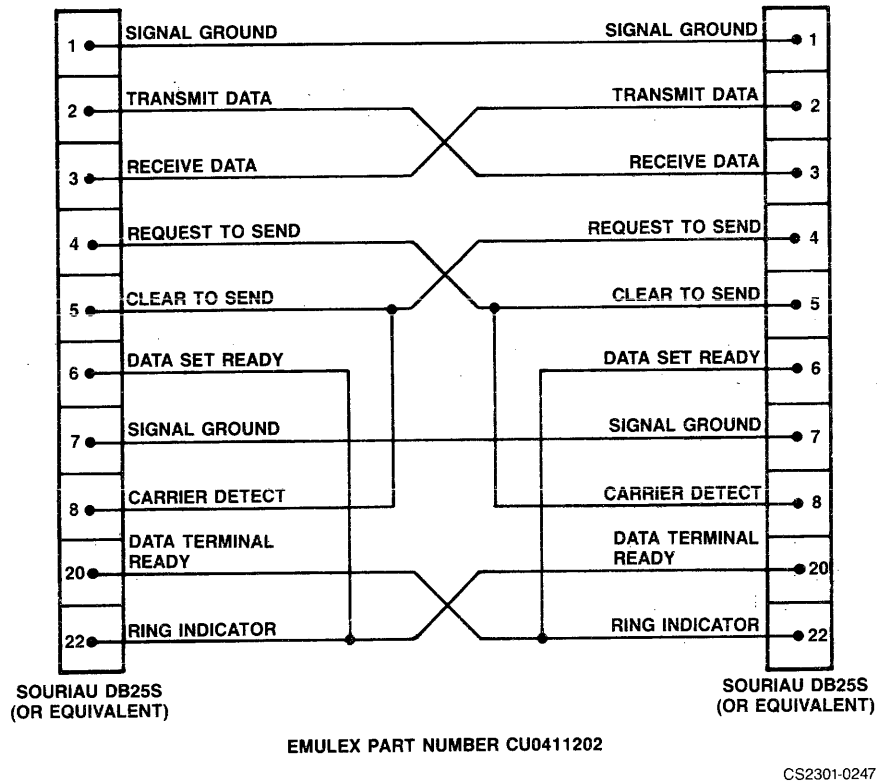 SIGNAL GROUND SIGNAL GROUND
1 1
TRANSMIT DATA TRANSMIT DATA
2 2
RECEIVE DATA RECEIVE DATA
3 3
REQUEST TO SEND REQUEST TO SEND
4 4
CLEAR TO SEND CLEAR TO SEND
5 5
DATA SET READY DATA SET READY
6 6
SIGNAL GROUND SIGNAL GROUND
7 7
CARRIER DETECT CARRIER DETECT
8 8
DATA TERMINAL DATA TERMINAL
READY READY
20 20
RING INDICATOR RING INDICATOR
22 22
SOURIAU DB25S SOURIAU DB25S
(OR EQUIVALENT) (OR EQUIVALENT)
EMULEX PART NUMBER CU0411202
CS2301-0247